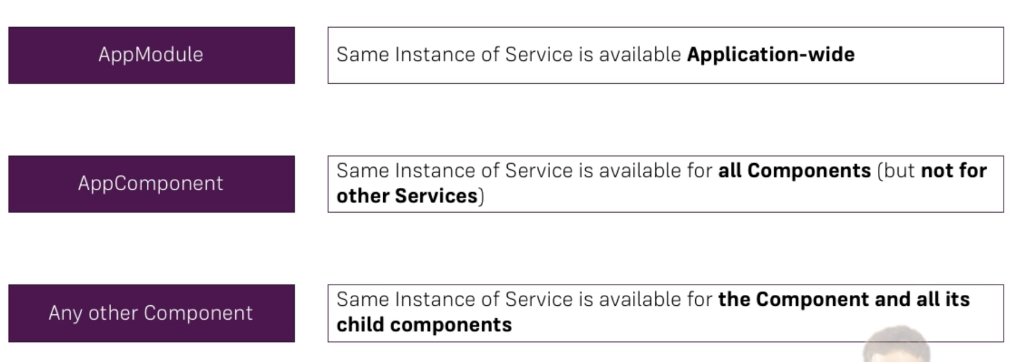 AppModule
Same Instance of Service is available Application-wide
AppComponent
Same Instance of Service is available for all Components (but not for
other Services)
Any other Component
Same Instance of Service is available for the Component and all its
child components